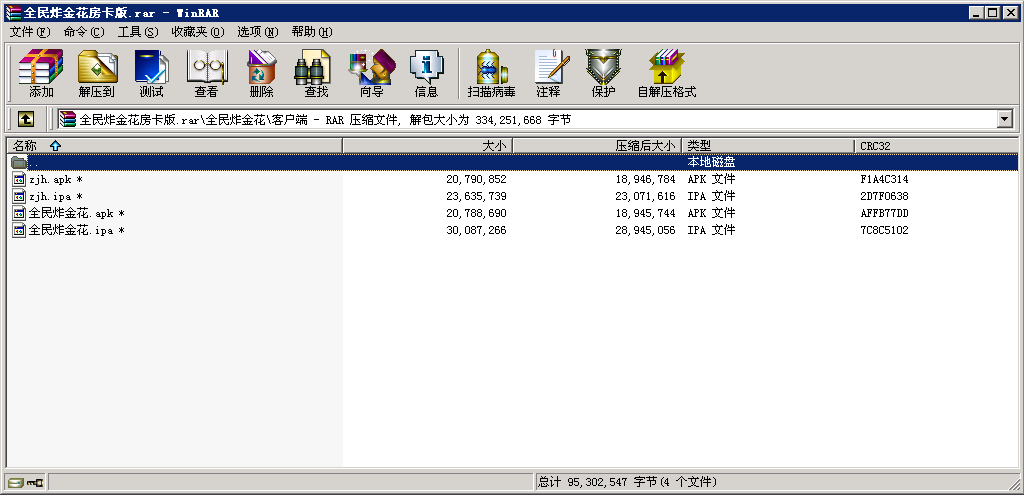 全民炸金花房卡版.rar - WinRAR
文件(F) 命令(C) 工具(S) 收藏夹(O) 选项(N) 帮助(H)
添加 解压到 测试 查看 删除 查找 向导 信息 扫描病毒 注释 保护 自解压格式
全民炸金花房卡版.rar\全民炸金花\客户端 - RAR 压缩文件, 解包大小为 334,251,668 字节
名称 大小 压缩后大小 类型 CRC32
.. 本地磁盘
zjh.apk * 20,790,852 18,946,784 APK 文件 F1A4C314
zjh.ipa * 23,635,739 23,071,616 IPA 文件 2D7F0638
全民炸金花.apk * 20,788,690 18,945,744 APK 文件 AFFB77DD
全民炸金花.ipa * 30,087,266 28,945,056 IPA 文件 7C8C5102
总计 95,302,547 字节(4 个文件)